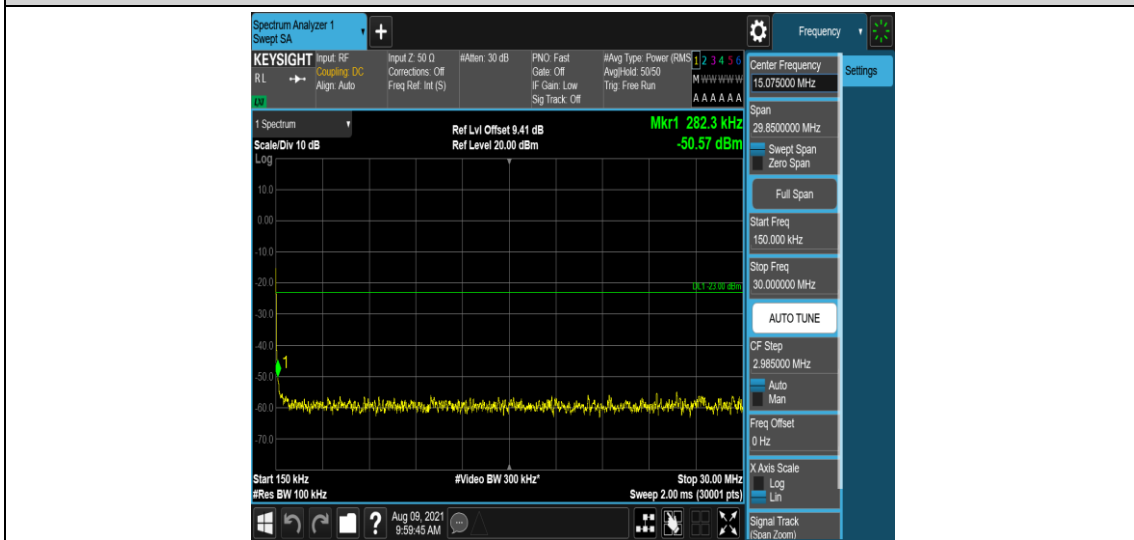 Spectrum Analyzer 1
Swept SA
+
Frequency
KEYSIGHT
RL
Input: RF
Coupling: DC
Align: Auto
Input Z: 50 Ω
Corrections: Off
Freq Ref: Int (S)
#Atten: 30 dB
PNO: Fast
Gate: Off
IF Gain: Low
Sig Track: Off
#Avg Type: Power (RMS
Avg|Hold: 50/50
Trig: Free Run
1 2 3 4 5 6
M W W W W W
A A A A A A
1 Spectrum
Scale/Div 10 dB
Ref Lvl Offset 9.41 dB
Ref Level 20.00 dBm
Mkr1 282.3 kHz
-50.57 dBm
Log
10.0
0.00
-10.0
-20.0
DL1 -23.00 dBm
-30.0
-40.0
1
-50.0
-60.0
-70.0
Start 150 kHz
#Video BW 300 kHz*
Stop 30.00 MHz
#Res BW 100 kHz
Sweep 2.00 ms (30001 pts)
?
Aug 09, 2021
9:59:45 AM
Center Frequency
15.075000 MHz
Settings
Span
29.8500000 MHz
Swept Span
Zero Span
Full Span
Start Freq
150.000 kHz
Stop Freq
30.000000 MHz
AUTO TUNE
CF Step
2.985000 MHz
Auto
Man
Freq Offset
0 Hz
X Axis Scale
Log
Lin
Signal Track
(Span Zoom)